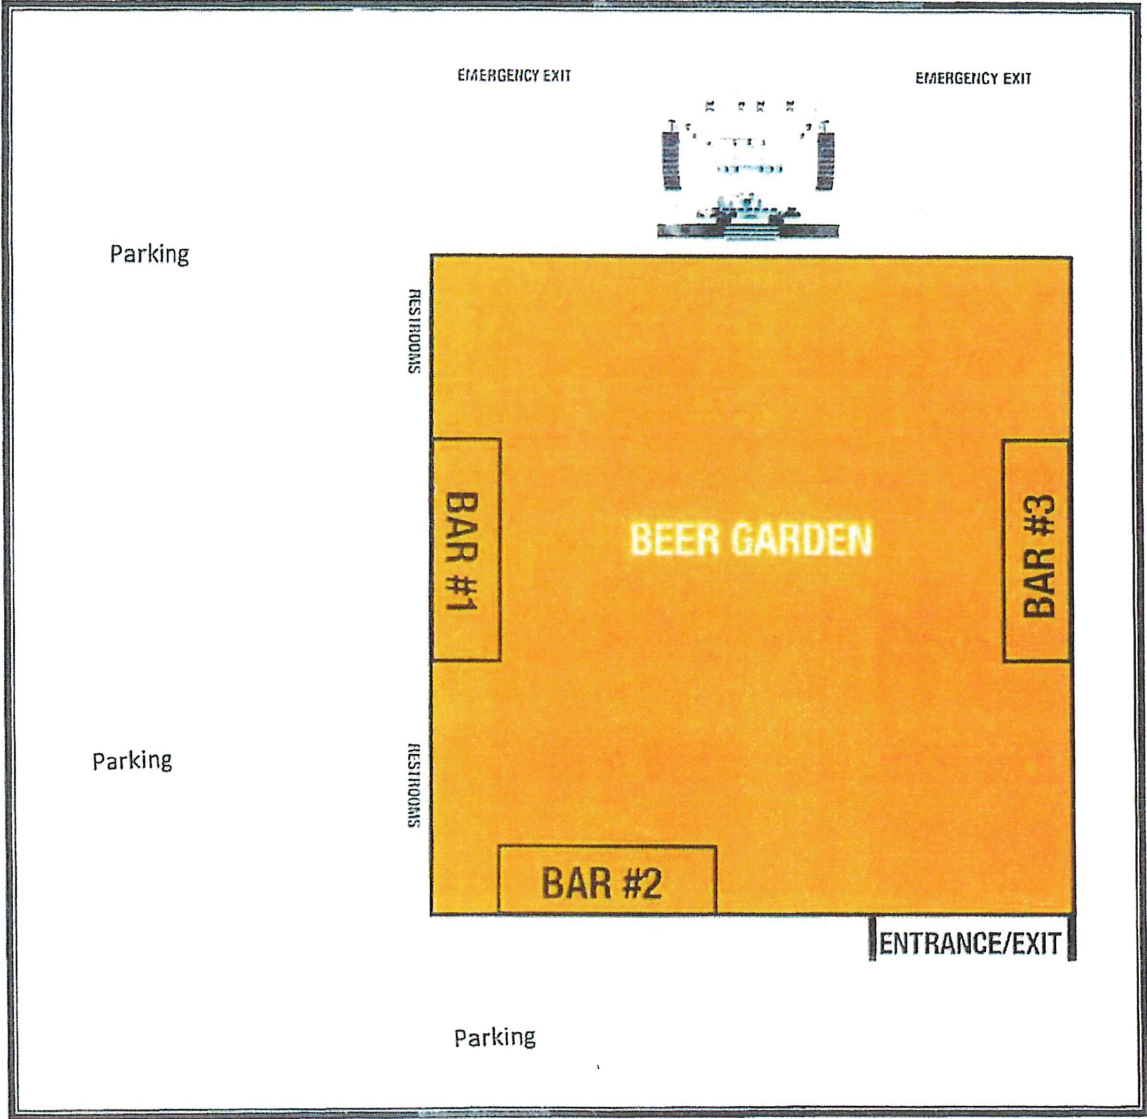 EMERGENCY EXIT
EMERGENCY EXIT
Parking
RESTROOMS
BAR #1
BEER GARDEN
BAR #3
Parking
RESTROOMS
BAR #2
ENTRANCE/EXIT
Parking